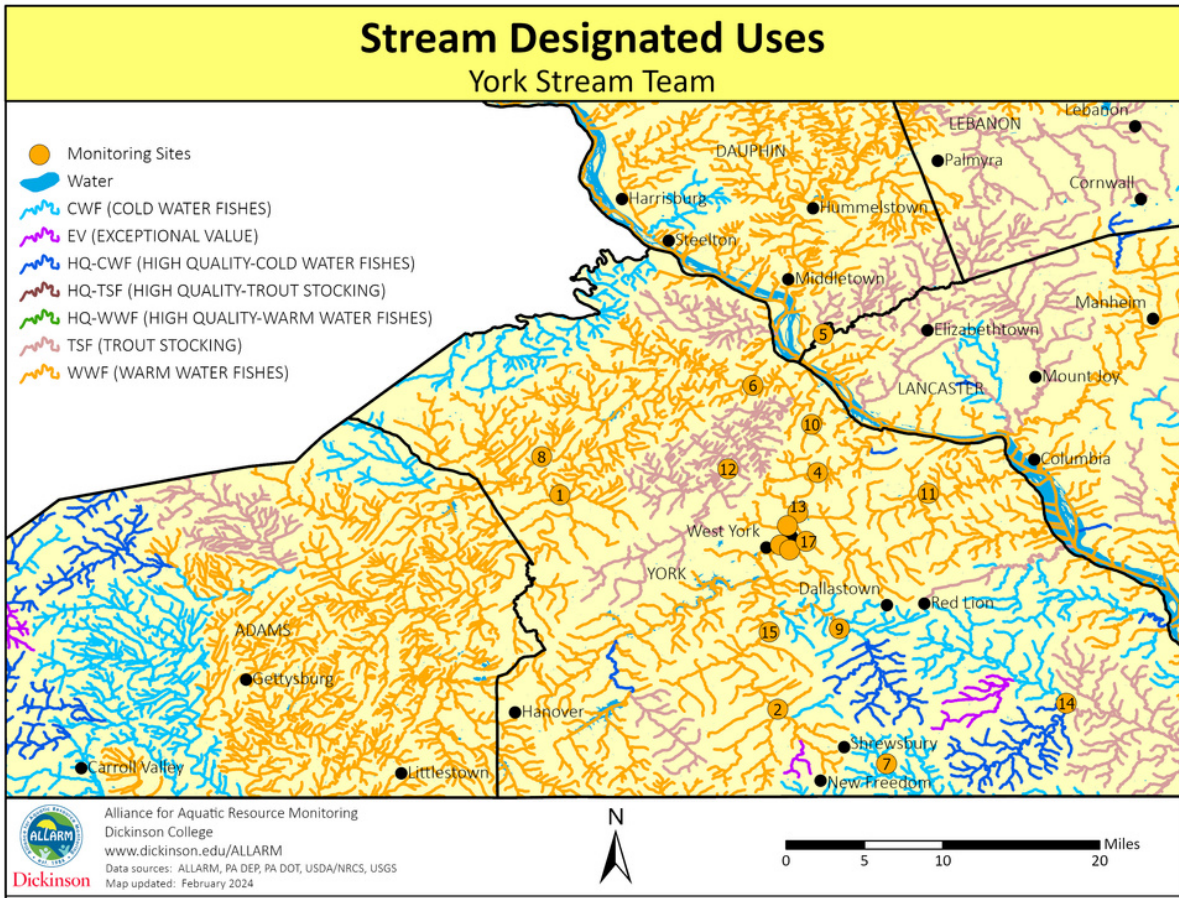 Stream Designated Uses
York Stream Team
Monitoring Sites
Water
CWF (COLD WATER FISHES)
EV (EXCEPTIONAL VALUE)
HQ-CWF (HIGH QUALITY-COLD WATER FISHES)
HQ-TSF (HIGH QUALITY-TROUT STOCKING)
HQ-WWF (HIGH QUALITY-WARM WATER FISHES)
TSF (TROUT STOCKING)
WWF (WARM WATER FISHES)
Lebanon
LEBANON
DAUPHIN
Palmyra
Cornwall
Harrisburg
Hummelstown
Steelton
Middletown
Manheim
5
Elizabethtown
Mount Joy
LANCASTER
6
10
8
12
4
Columbia
1
11
13
West York
17
YORK
Dallastown
Red Lion
ADAMS
15
9
Gettysburg
14
Hanover
2
Shrewsbury
7
Carroll Valley
Littlestown
New Freedom
ALLARM
est. 1986
Dickinson
Alliance for Aquatic Resource Monitoring
Dickinson College
www.dickinson.edu/ALLARM
Data sources: ALLARM, PA DEP, PA DOT, USDA/NRCS, USGS
Map updated: February 2024
N
Miles
0 5 10 20